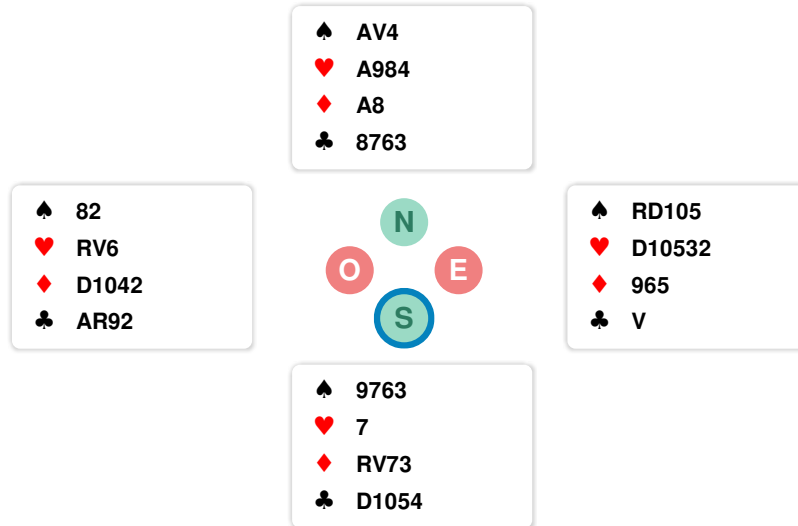 ♠ AV4
♥ A984
♦ A8
♣ 8763
♠ 82
♥ RV6
♦ D1042
♣ AR92
N
O E
S
♠ RD105
♥ D10532
♦ 965
♣ V
♠ 9763
♥ 7
♦ RV73
♣ D1054